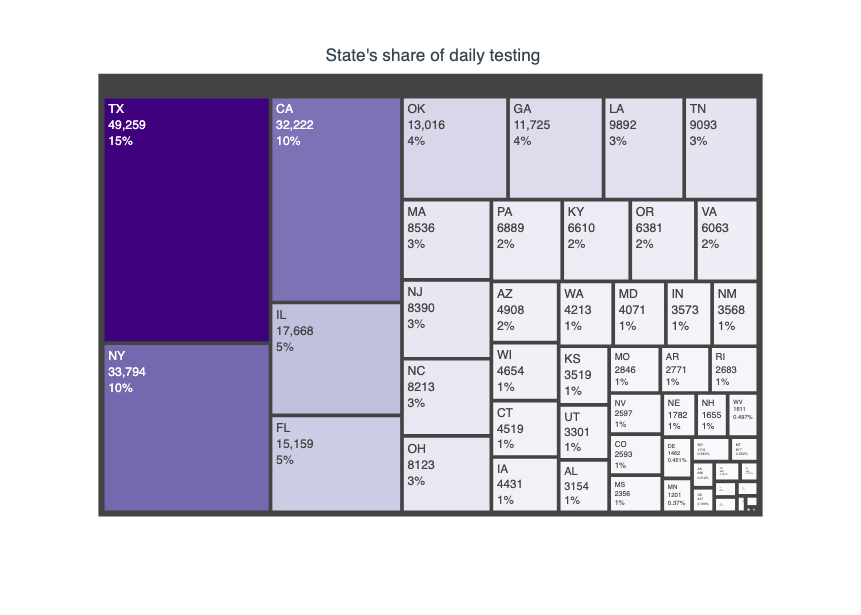 State's share of daily testing
TX
49,259
15%
NY
33,794
10%
CA
32,222
10%
IL
17,668
5%
FL
15,159
5%
OK
13,016
4%
GA
11,725
4%
LA
9892
3%
TN
9093
3%
MA
8536
3%
NJ
8390
3%
NC
8213
3%
OH
8123
3%
PA
6889
2%
KY
6610
2%
OR
6381
2%
VA
6063
2%
AZ
4908
2%
WI
4654
1%
CT
4519
1%
IA
4431
1%
WA
4213
1%
MD
4071
1%
IN
3573
1%
NM
3568
1%
KS
3519
1%
UT
3301
1%
AL
3154
1%
MO
2846
1%
AR
2771
1%
RI
2683
1%
NV
2597
1%
CO
2593
1%
MS
2356
1%
NE
1782
1%
NH
1655
1%
WV
1611
0.497%
DE
1462
0.451%
MN
1201
0.37%